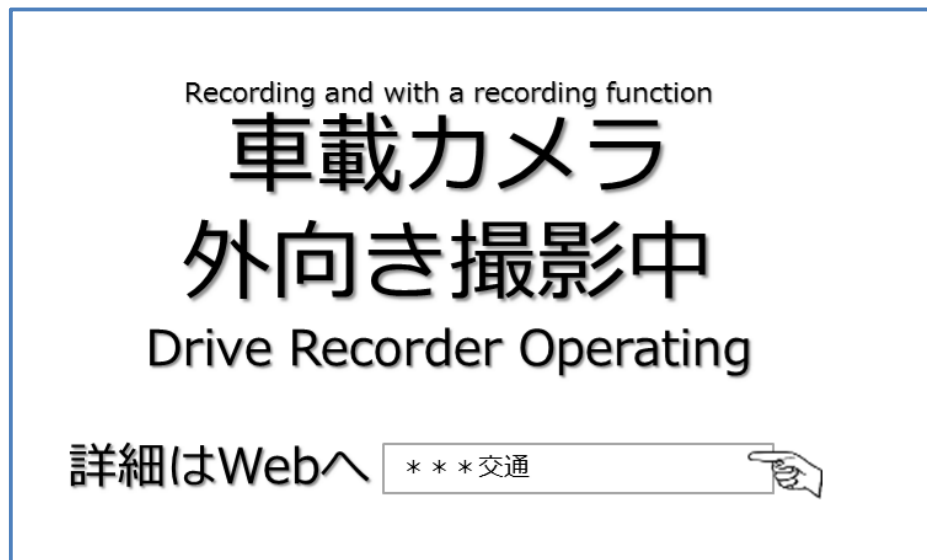 Recording and with a recording function
車載カメラ
外向き撮影中
Drive Recorder Operating
詳細はWebへ ＊＊＊交通